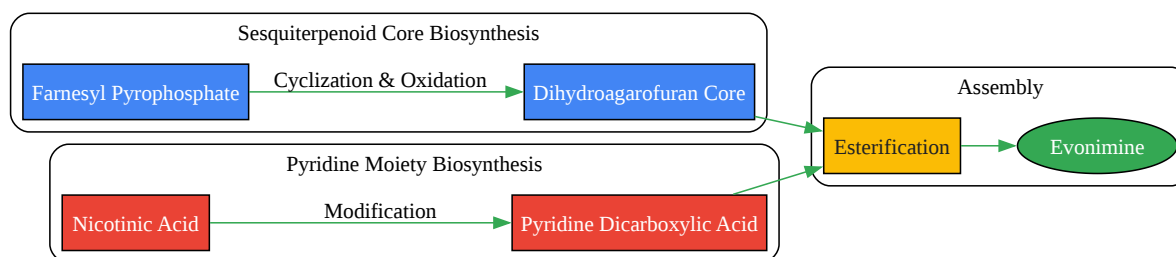 Sesquiterpenoid Core Biosynthesis
Farnesyl Pyrophosphate
Cyclization & Oxidation
Dihydroagarofuran Core
Pyridine Moiety Biosynthesis
Nicotinic Acid
Modification
Pyridine Dicarboxylic Acid
Assembly
Esterification
Evonimine